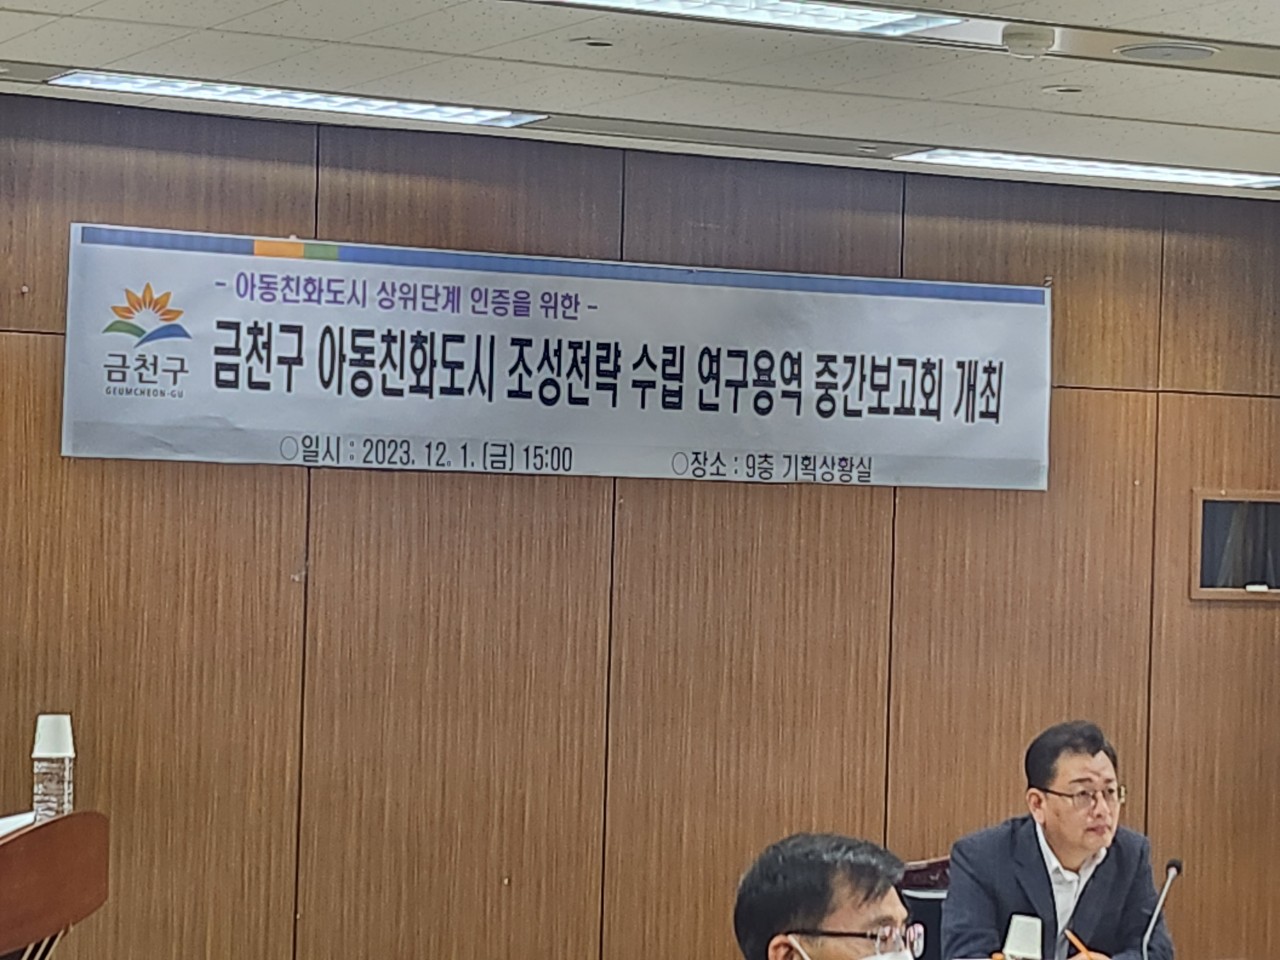 - 아동친화도시 상위단계 인증을 위한 -
금천구
GEUMCHEON-GU
금천구 아동친화도시 조성전략 수립 연구용역 중간보고회 개최
○일시 : 2023. 12. 1. (금) 15:00
○장소 : 9층 기획상황실